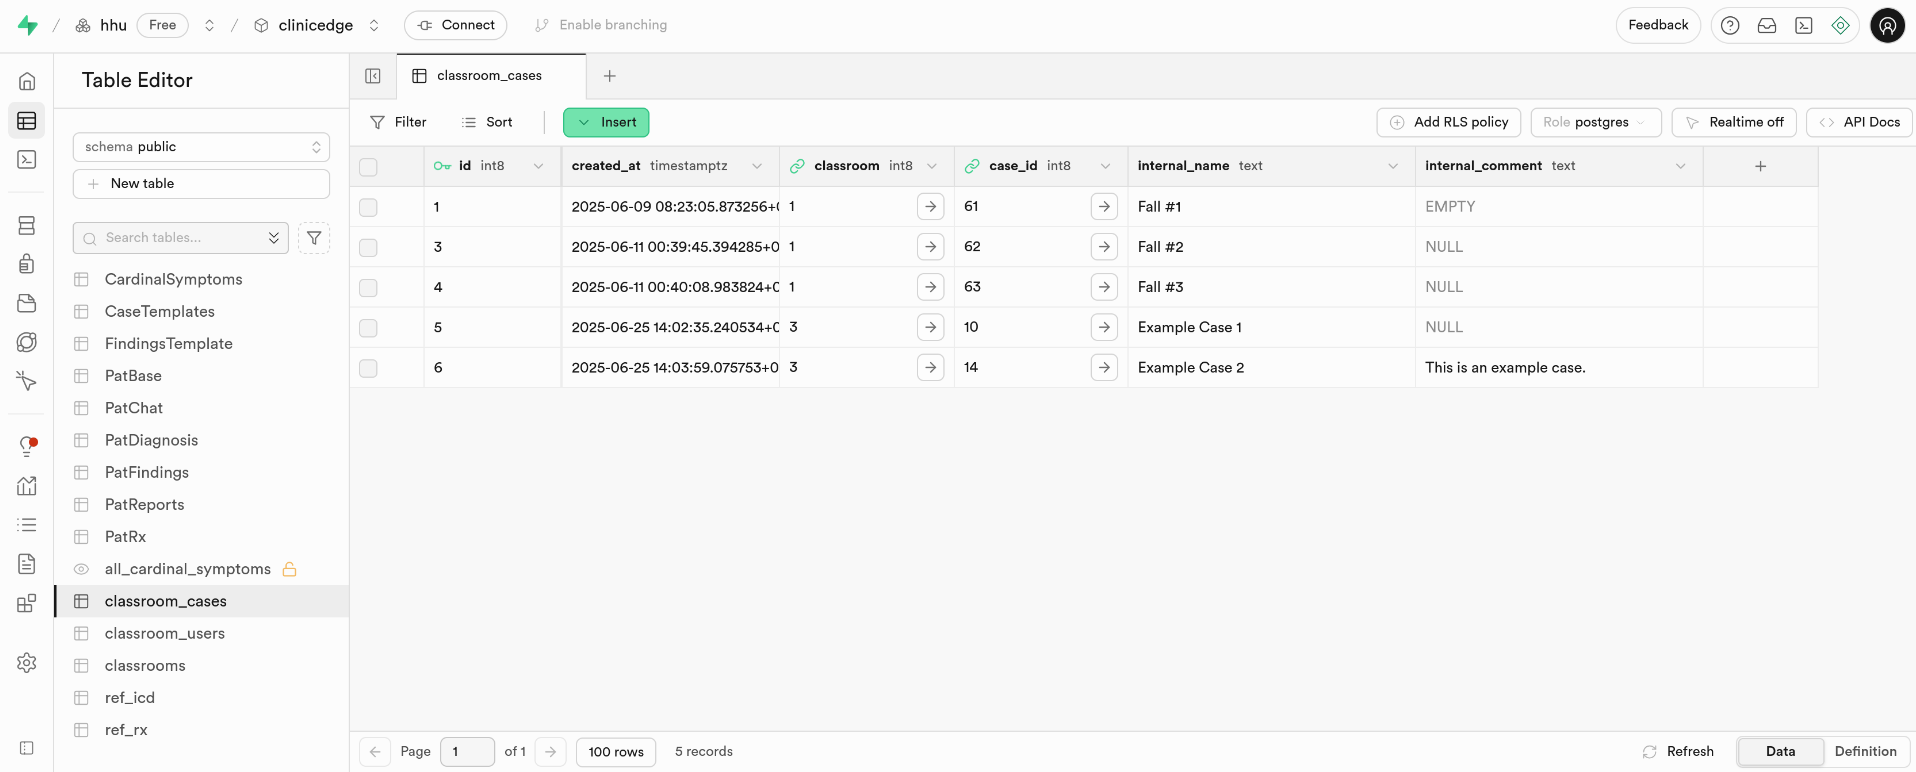 hhu Free clinicedge Connect Enable branching Feedback
Table Editor
classroom_cases
schema public
New table
Search tables...
CardinalSymptoms
CaseTemplates
FindingsTemplate
PatBase
PatChat
PatDiagnosis
PatFindings
PatReports
PatRx
all_cardinal_symptoms
classroom_cases
classroom_users
classrooms
ref_icd
ref_rx
Filter Sort Insert Add RLS policy Role postgres Realtime off API Docs
id int8 created_at timestamptz classroom int8 case_id int8 internal_name text internal_comment text
1 2025-06-09 08:23:05.873256+0 1 61 Fall #1 EMPTY
3 2025-06-11 00:39:45.394285+0 1 62 Fall #2 NULL
4 2025-06-11 00:40:08.983824+0 1 63 Fall #3 NULL
5 2025-06-25 14:02:35.240534+0 3 10 Example Case 1 NULL
6 2025-06-25 14:03:59.075753+0 3 14 Example Case 2 This is an example case.
Page 1 of 1 100 rows 5 records Refresh Data Definition